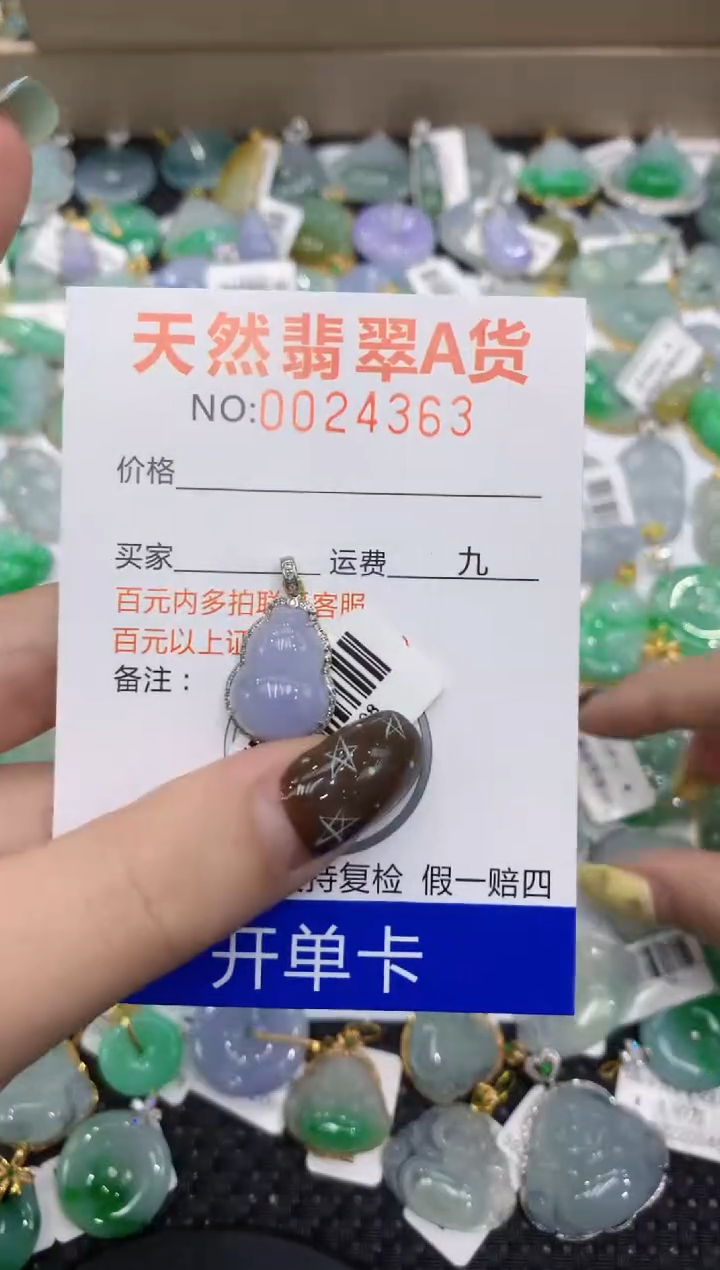 天然翡翠A货
NO:0024363
价格
买家 运费 九
百元内多拍联 客服
百元以上证
备注：
持复检 假一赔四
开单卡